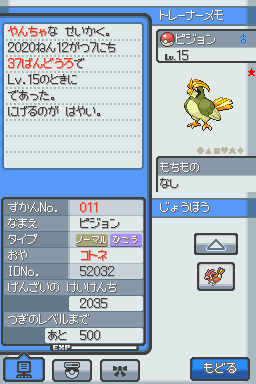 やんちゃな せいかく。
2020ねん12がつ7にち
37ばんどうろで
Lv.15のときに
であった。
にげるのが はやい。
トレーナーメモ
ピジョン ♂
Lv.15
もちもの
なし
じょうほう
ずかんNo. 011
なまえ ピジョン
タイプ ノーマル ひこう
おや コトネ
IDNo. 52032
げんざいの けいけんち
2035
つぎのレベルまで
あと 500
EXP
もどる